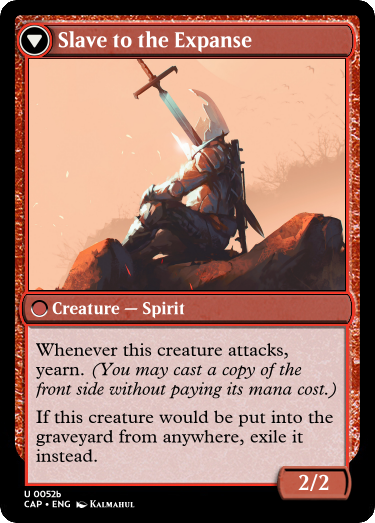 Slave to the Expanse
Creature — Spirit
Whenever this creature attacks,
yearn. (You may cast a copy of the
front side without paying its mana cost.)
If this creature would be put into the
graveyard from anywhere, exile it
instead.
2/2
U 0052b
CAP • ENG Kalmahul